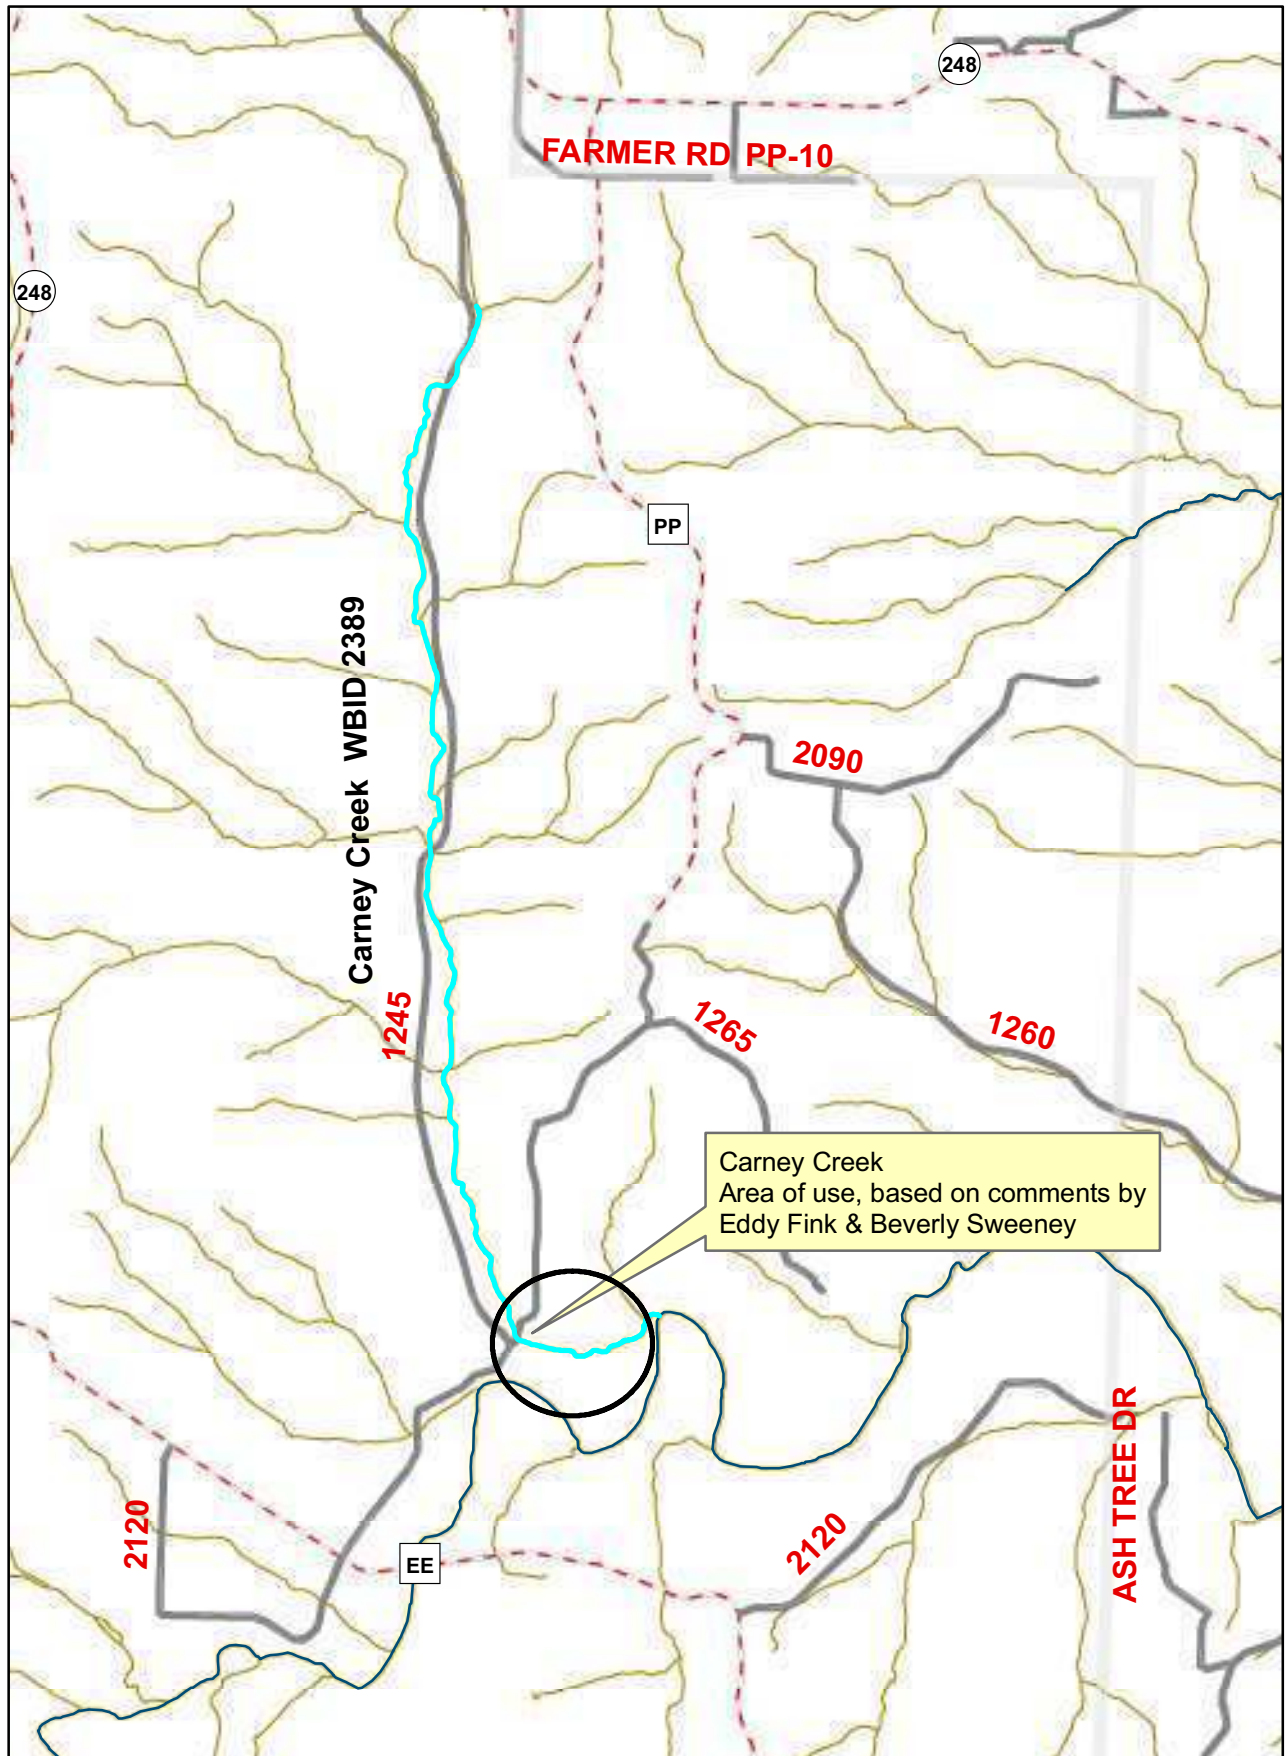 248
FARMER RD PP-10
248
PP
Carney Creek WBID 2389
2090
1245
1265
1260
Carney Creek
Area of use, based on comments by
Eddy Fink & Beverly Sweeney
ASH TREE DR
2120
2120
EE